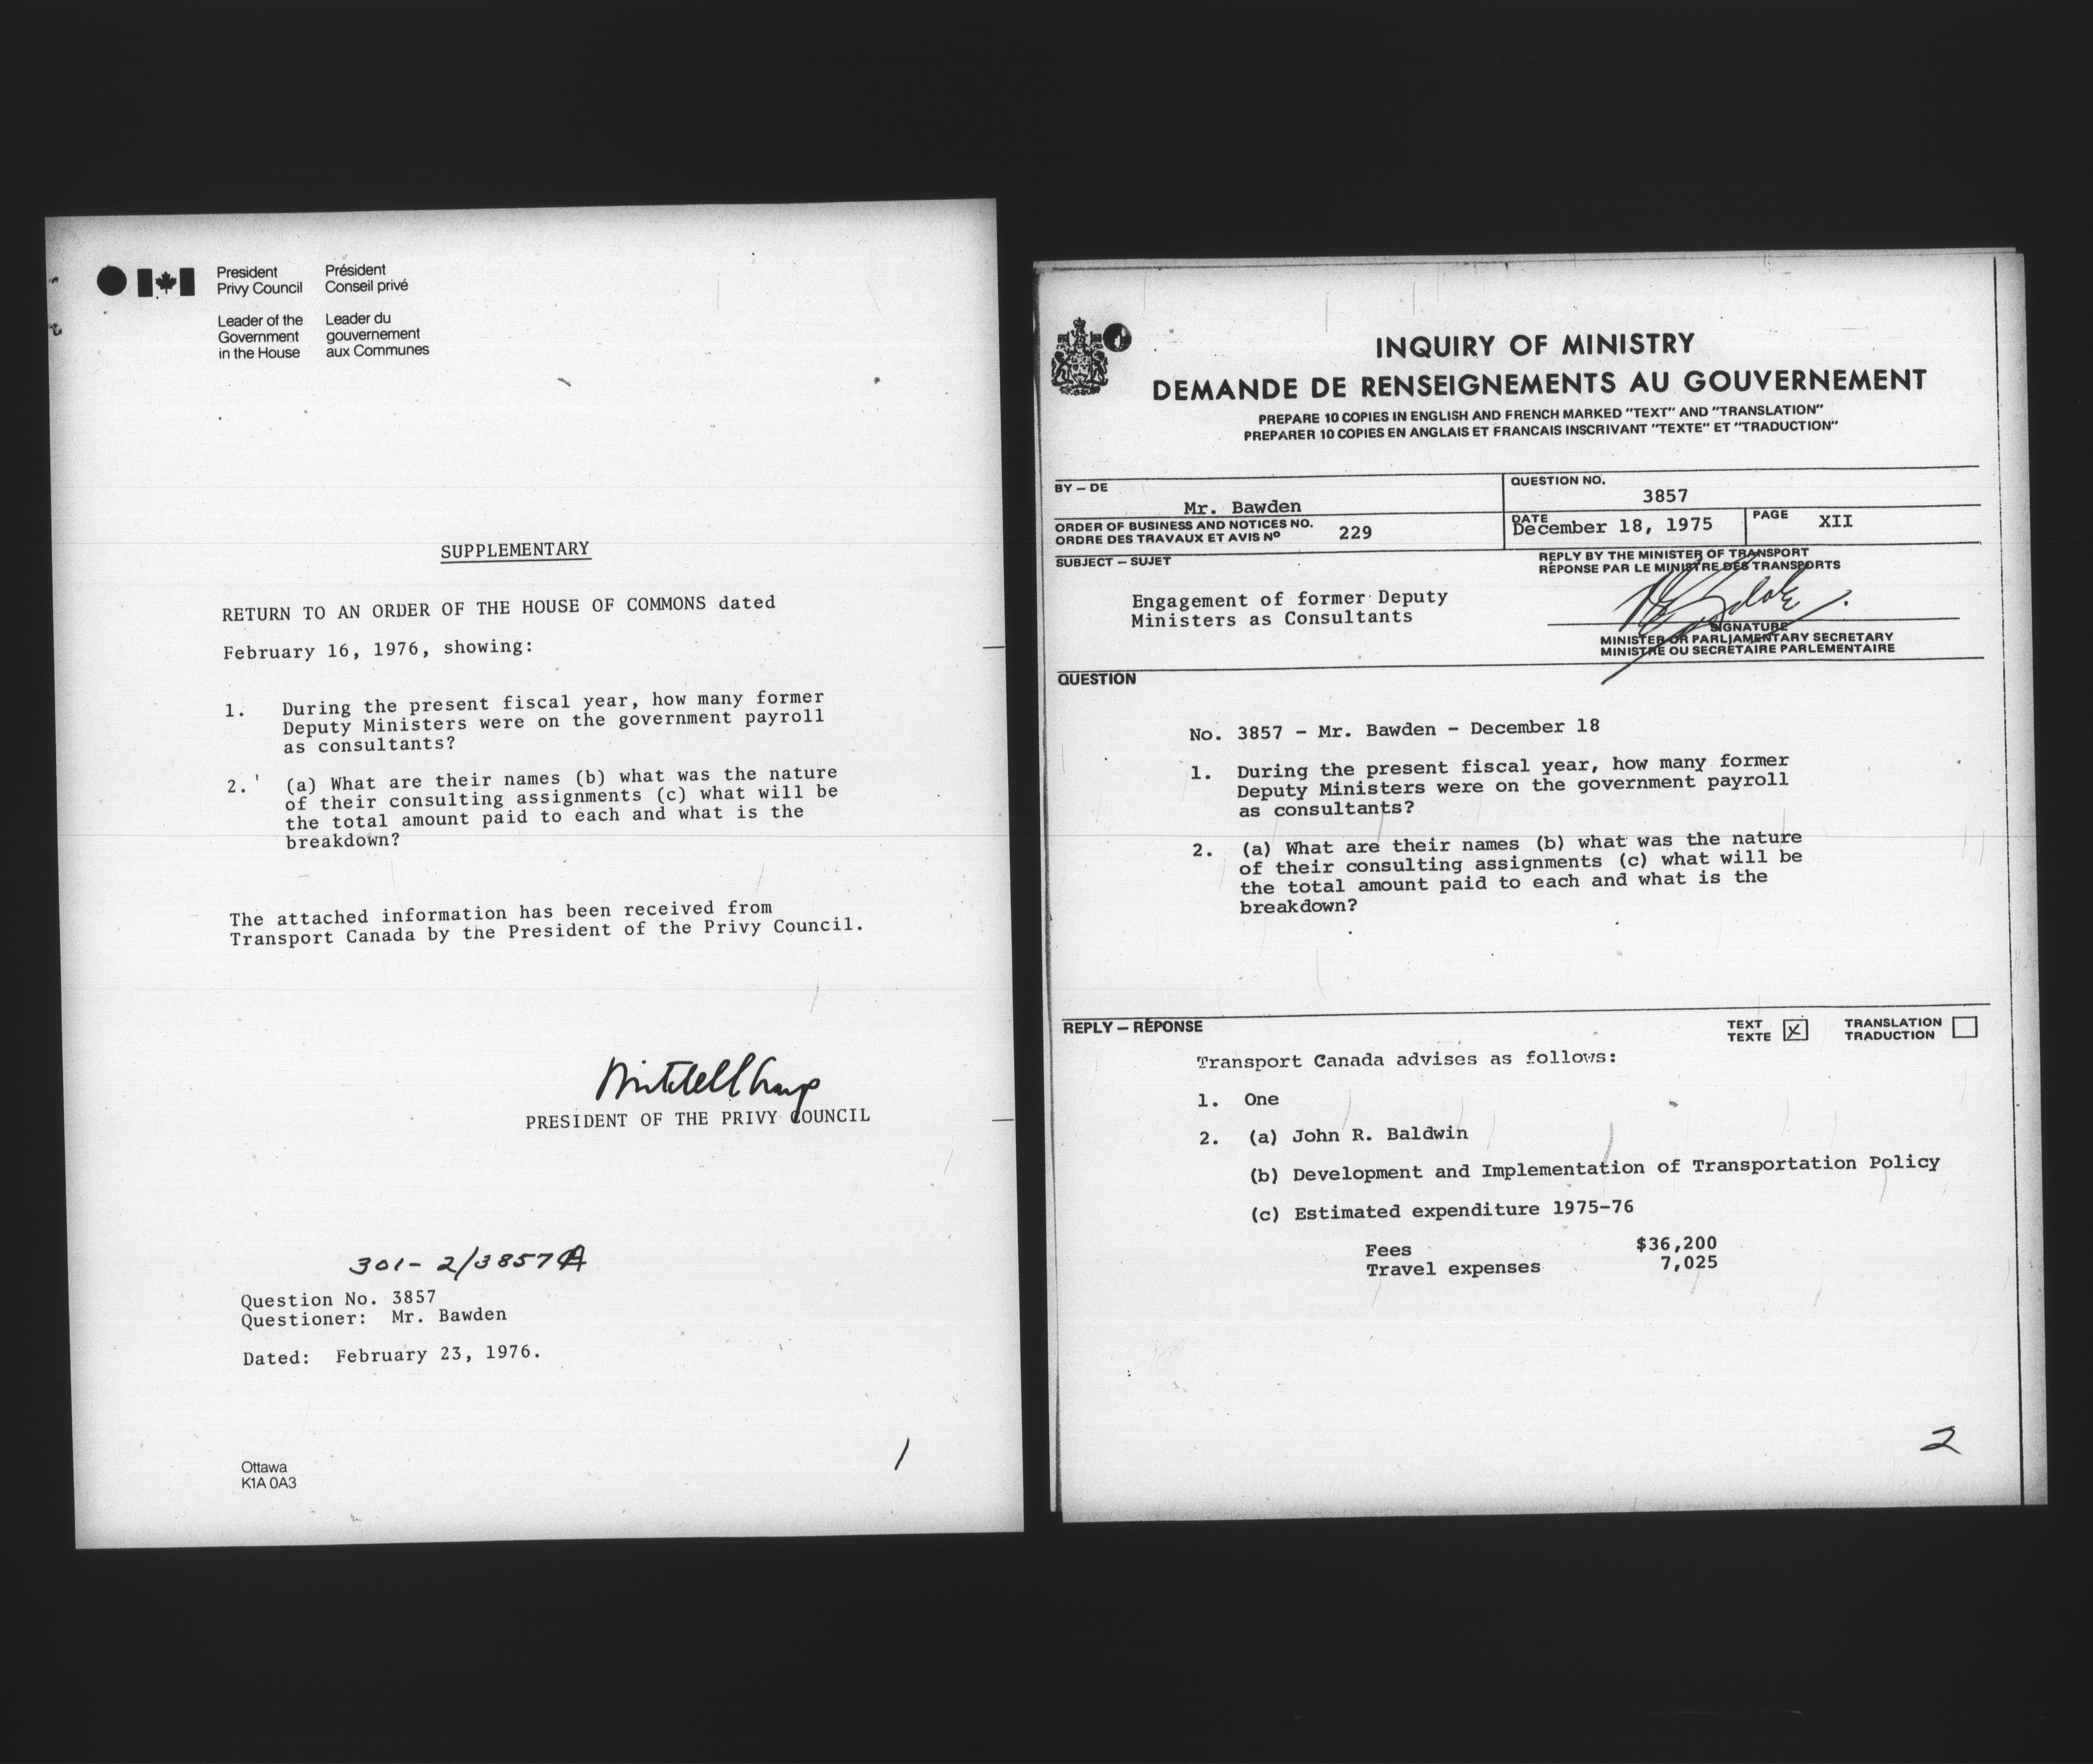 President Président
Privy Council Conseil privé
Leader of the Leader du
Government gouvernement
in the House aux Communes
SUPPLEMENTARY
RETURN TO AN ORDER OF THE HOUSE OF COMMONS dated
February 16, 1976, showing:
1. During the present fiscal year, how many former
Deputy Ministers were on the government payroll
as consultants?
2. (a) What are their names (b) what was the nature
of their consulting assignments (c) what will be
the total amount paid to each and what is the
breakdown?
The attached information has been received from
Transport Canada by the President of the Privy Council.
Mitchell Sharp
PRESIDENT OF THE PRIVY COUNCIL
301-2/3857A
Question No. 3857
Questioner: Mr. Bawden
Dated: February 23, 1976.
Ottawa
K1A 0A3
1
INQUIRY OF MINISTRY
DEMANDE DE RENSEIGNEMENTS AU GOUVERNEMENT
PREPARE 10 COPIES IN ENGLISH AND FRENCH MARKED "TEXT" AND "TRANSLATION"
PREPARER 10 COPIES EN ANGLAIS ET FRANCAIS INSCRIVANT "TEXTE" ET "TRADUCTION"
BY – DE
Mr. Bawden
QUESTION NO.
3857
ORDER OF BUSINESS AND NOTICES NO.
ORDRE DES TRAVAUX ET AVIS Nº
229
DATE
December 18, 1975
PAGE
XII
SUBJECT – SUJET
Engagement of former Deputy
Ministers as Consultants
REPLY BY THE MINISTER OF TRANSPORT
RÉPONSE PAR LE MINISTRE DES TRANSPORTS
SIGNATURE
MINISTER OR PARLIAMENTARY SECRETARY
MINISTRE OU SECRÉTAIRE PARLEMENTAIRE
QUESTION
No. 3857 – Mr. Bawden – December 18
1. During the present fiscal year, how many former
Deputy Ministers were on the government payroll
as consultants?
2. (a) What are their names (b) what was the nature
of their consulting assignments (c) what will be
the total amount paid to each and what is the
breakdown?
REPLY – RÉPONSE
TEXT
TEXTE X
TRANSLATION
TRADUCTION
Transport Canada advises as follows:
1. One
2. (a) John R. Baldwin
(b) Development and Implementation of Transportation Policy
(c) Estimated expenditure 1975-76
Fees $36,200
Travel expenses 7,025
2